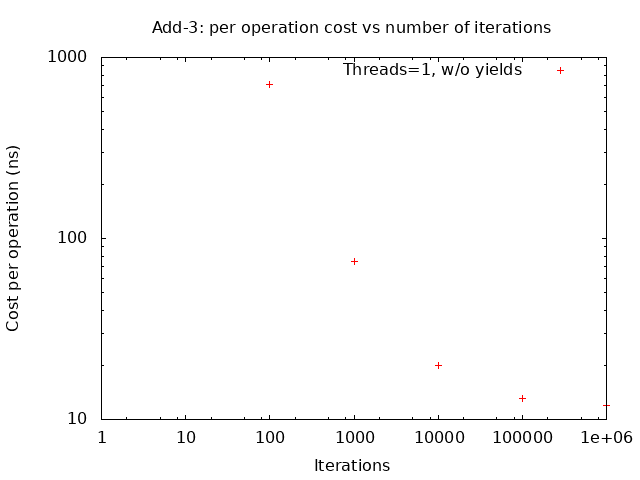 Add-3: per operation cost vs number of iterations
1000
Threads=1, w/o yields
100
10
Cost per operation (ns)
1 10 100 1000 10000 100000 1e+06
Iterations